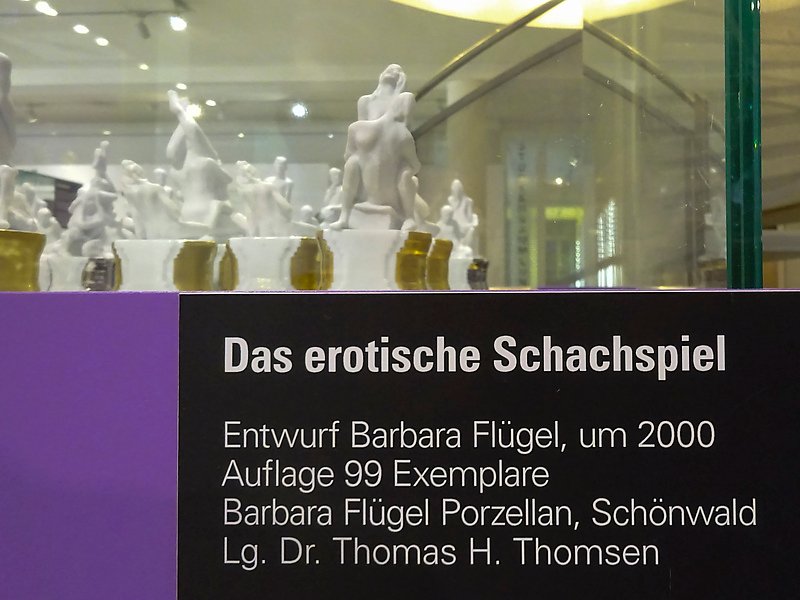 Das erotische Schachspiel
Entwurf Barbara Flügel, um 2000
Auflage 99 Exemplare
Barbara Flügel Porzellan, Schönwald
Lg. Dr. Thomas H. Thomsen